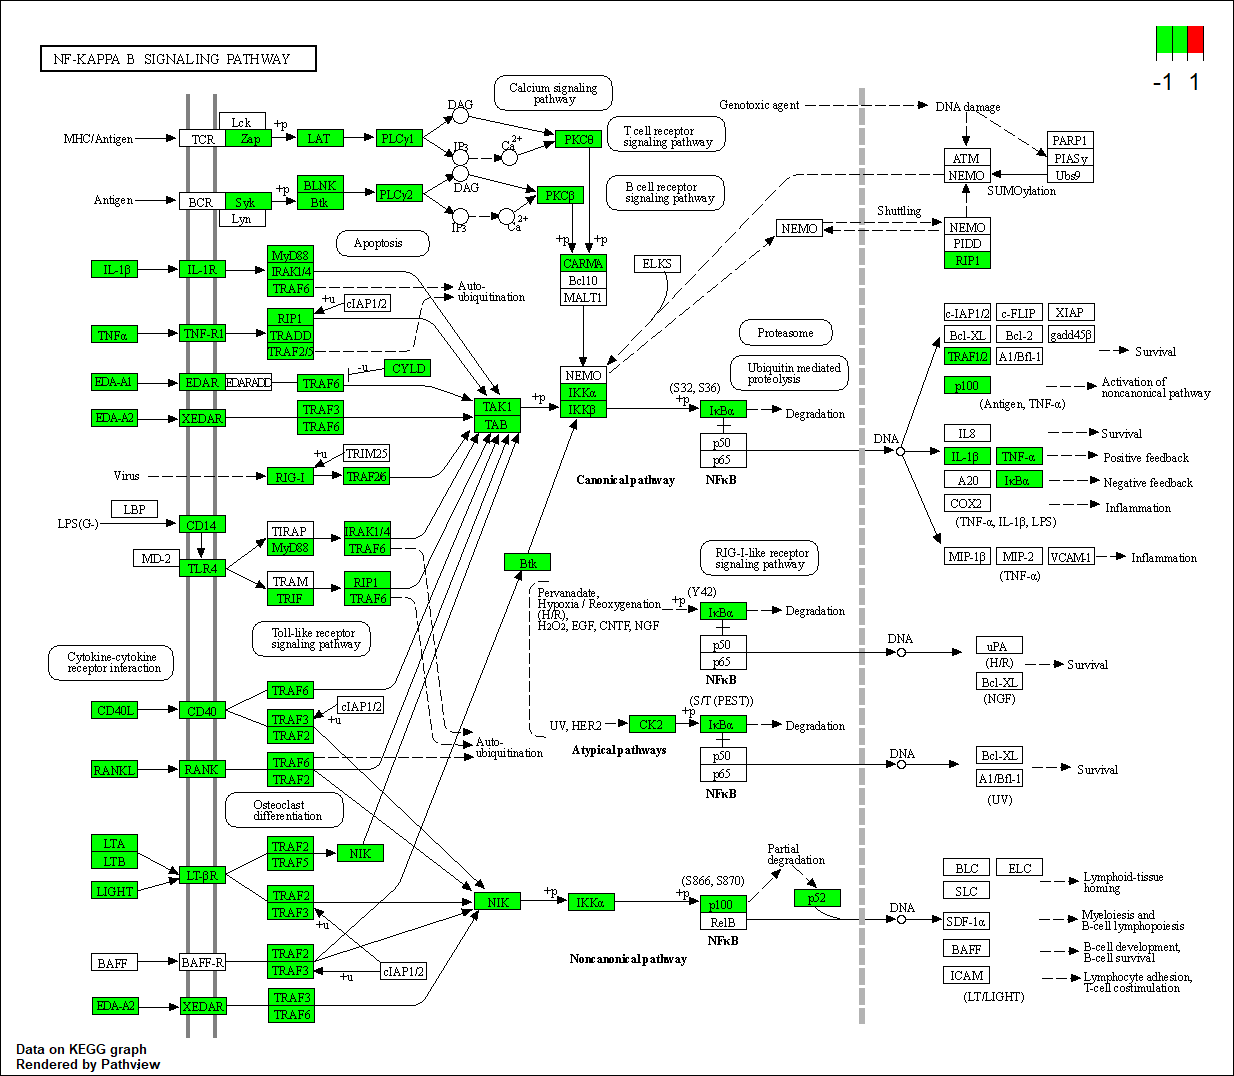 NF-KAPPA B SIGNALING PATHWAY
-1 1
Calcium signaling
pathway
Genotoxic agent
DNA damage
MHC/Antigen
TCR
Lck
Zap
+p
LAT
PLCγ1
DAG
IP3
Ca2+
PKCθ
T cell receptor
signaling pathway
ATM
NEMO
PARP1
PIASy
Ubs9
SUMOylation
Antigen
BCR
Syk
Lyn
+p
BLNK
Btk
PLCγ2
DAG
IP3
Ca2+
PKCβ
B cell receptor
signaling pathway
Shuttling
NEMO
NEMO
PIDD
RIP1
Apoptosis
+p
+p
CARMA
Bcl10
MALT1
ELKS
IL-1β
IL-1R
MyD88
IRAK1/4
TRAF6
Auto-
ubiquitination
+u
cIAP1/2
TNFα
TNF-R1
RIP1
TRADD
TRAF2/5
Proteasome
Ubiquitin mediated
proteolysis
c-IAP1/2
c-FLIP
XIAP
Bcl-XL
Bcl-2
gadd45β
TRAF1/2
A1/Bfl-1
Survival
p100
Activation of
noncanonical pathway
(Antigen, TNF-α)
EDA-A1
EDAR
EDARADD
TRAF6
-u
CYLD
NEMO
IKKα
IKKβ
TAK1
TAB
+p
(S32, S36)
+p
IκBα
Degradation
p50
p65
NFκB
Canonical pathway
DNA
EDA-A2
XEDAR
TRAF3
TRAF6
IL8
Survival
IL-1β
TNF-α
Positive feedback
A20
IκBα
Negative feedback
COX2
Inflammation
(TNF-α, IL-1β, LPS)
Virus
RIG-I
+u
TRIM25
TRAF2/6
LPS(G-)
LBP
CD14
MD-2
TLR4
TIRAP
MyD88
IRAK1/4
TRAF6
TRAM
TRIF
RIP1
TRAF6
MIP-1β
MIP-2
VCAM-1
Inflammation
(TNF-α)
Btk
RIG-I-like receptor
signaling pathway
Pervanadate,
Hypoxia / Reoxygenation
(H/R),
H2O2, EGF, CNTF, NGF
(Y42)
+p
IκBα
Degradation
p50
p65
NFκB
DNA
uPA
(H/R)
Bcl-XL
(NGF)
Survival
Toll-like receptor
signaling pathway
Cytokine-cytokine
receptor interaction
CD40L
CD40
TRAF6
TRAF3
TRAF2
+u
cIAP1/2
Auto-
ubiquitination
UV, HER2
CK2
(S/T (PEST))
+p
IκBα
Degradation
p50
p65
NFκB
Atypical pathways
DNA
Bcl-XL
A1/Bfl-1
(UV)
Survival
RANKL
RANK
TRAF6
TRAF2
Osteoclast
differentiation
LTA
LTB
LIGHT
LT-βR
TRAF2
TRAF5
NIK
TRAF2
TRAF3
+u
NIK
+p
IKKα
(S866, S870)
+p
p100
RelB
NFκB
Partial
degradation
p52
DNA
Noncanonical pathway
BLC
ELC
SLC
Lymphoid-tissue
homing
SDF-1α
Myeloiesis and
B-cell lymphopoiesis
BAFF
B-cell development,
B-cell survival
ICAM
Lymphocyte adhesion,
T-cell costimulation
(LT/LIGHT)
BAFF
BAFF-R
TRAF2
TRAF3
+u
cIAP1/2
EDA-A2
XEDAR
TRAF3
TRAF6
Data on KEGG graph
Rendered by Pathview